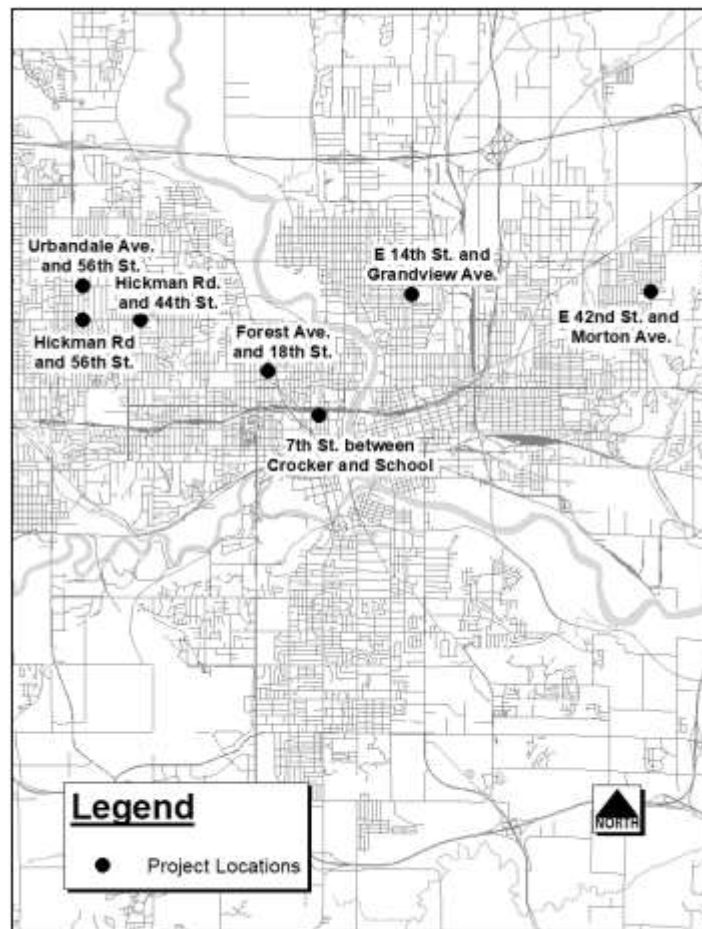 Urbandale Ave.
and 56th St.
Hickman Rd.
and 44th St.
Hickman Rd
and 56th St.
Forest Ave.
and 18th St.
E 14th St. and
Grandview Ave.
E 42nd St. and
Morton Ave.
7th St. between
Crocker and School
Legend
Project Locations
NORTH